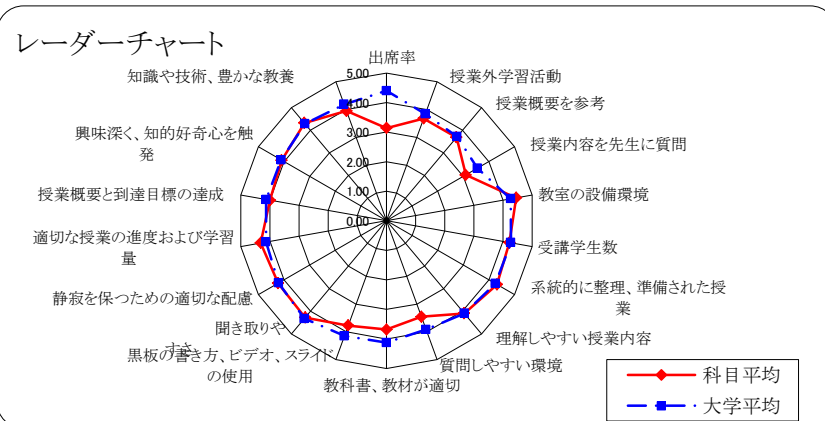 レーダーチャート
出席率
授業外学習活動
授業概要を参考
授業内容を先生に質問
教室の設備環境
受講学生数
系統的に整理、準備された授
業
理解しやすい授業内容
質問しやすい環境
教科書、教材が適切
黒板の書き方、ビデオ、スライド
の使用
聞き取りや
すさ
静寂を保つための適切な配慮
適切な授業の進度および学習
量
授業概要と到達目標の達成
興味深く、知的好奇心を触
発
知識や技術、豊かな教養
5.00
4.00
3.00
2.00
1.00
0.00
科目平均
大学平均